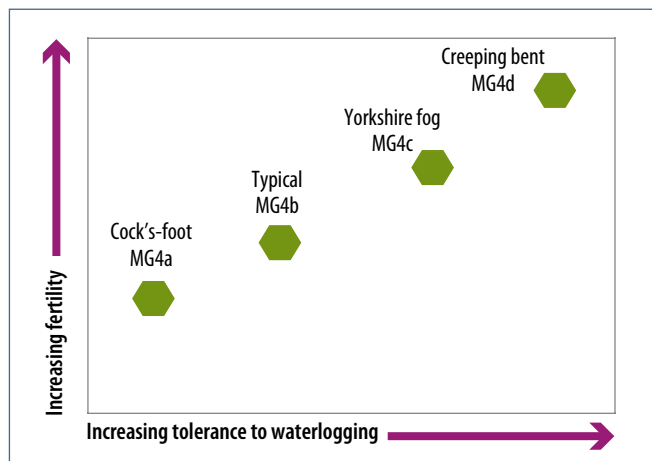 Creeping bent
MG4d
Yorkshire fog
MG4c
Typical
MG4b
Cock's-foot
MG4a
Increasing fertility
Increasing tolerance to waterlogging